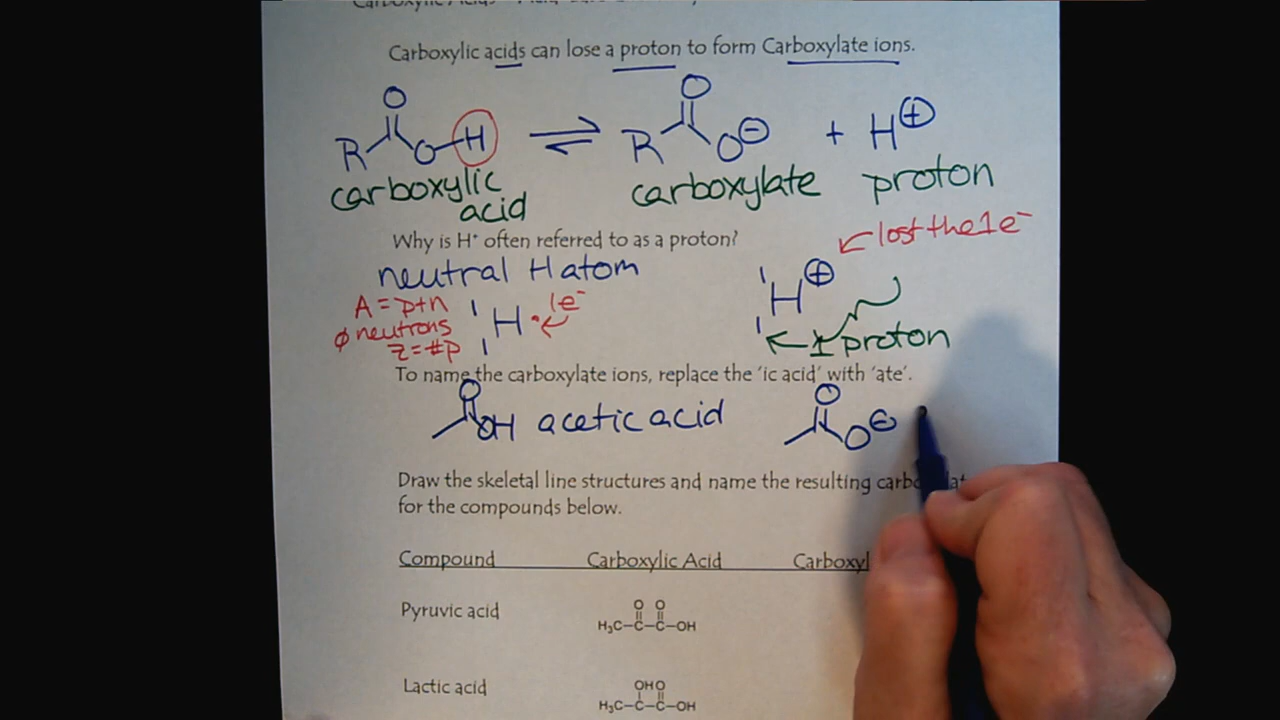 Carboxylic acids can lose a proton to form Carboxylate ions.
O O
R O-H ⇌ R O⊖ + H⊕
carboxylic acid carboxylate proton
lost the 1e⁻
Why is H⁺ often referred to as a proton?
neutral H atom
A = p+n
ϕ neutrons
z = #p
1
H
1
1e⁻
1
H⊕
1
1 proton
To name the carboxylate ions, replace the 'ic acid' with 'ate'.
O
OH acetic acid
O
O⊖
Draw the skeletal line structures and name the resulting
for the compounds below.
Compound Carboxylic Acid
Pyruvic acid
O O
H₃C-C-C-OH
Lactic acid
OH O
H₃C-C-C-OH